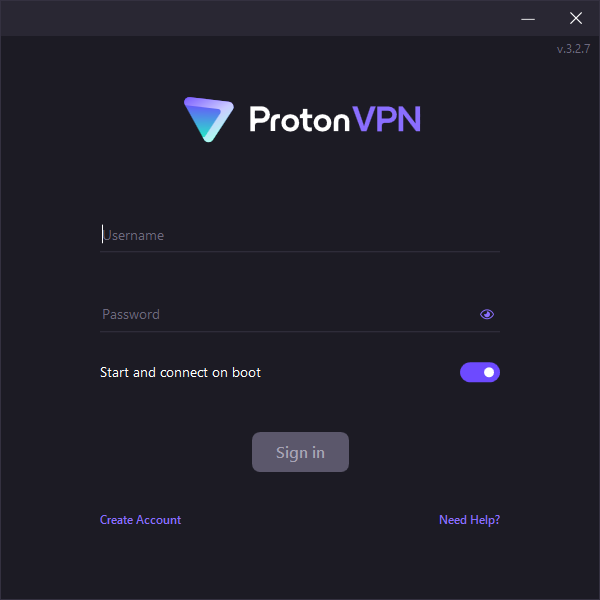 v.3.2.7
ProtonVPN
Username
Password
Start and connect on boot
Sign in
Create Account
Need Help?